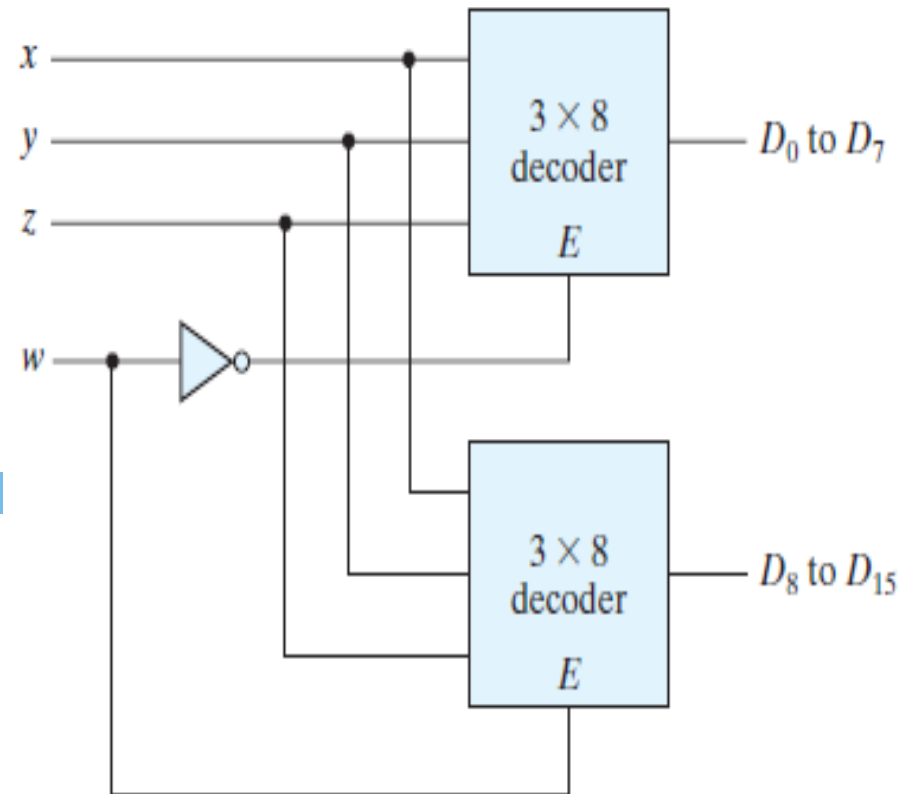 x
y
z
w
3 × 8
decoder
E
D₀ to D₇
3 × 8
decoder
E
D₈ to D₁₅